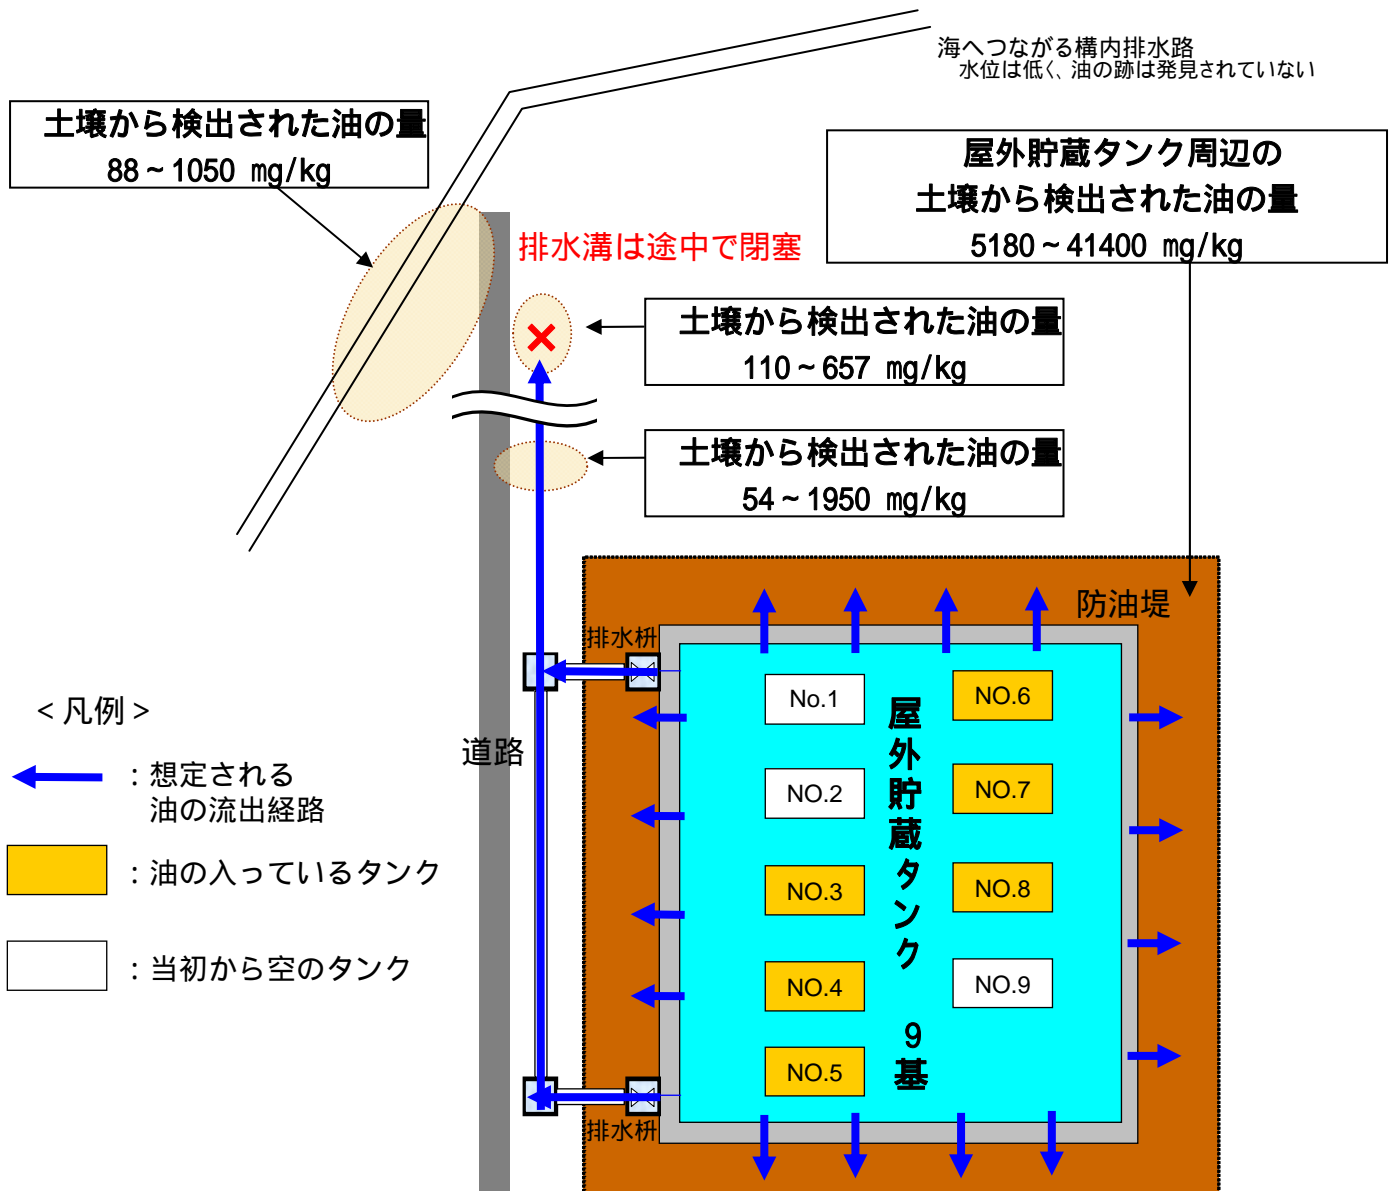 海へつながる構内排水路
水位は低く、油の跡は発見されていない
土壌から検出された油の量
88～1050 mg/kg
屋外貯蔵タンク周辺の
土壌から検出された油の量
5180～41400 mg/kg
排水溝は途中で閉塞
土壌から検出された油の量
110～657 mg/kg
土壌から検出された油の量
54～1950 mg/kg
防油堤
排水枡
No.1
NO.2
NO.3
NO.4
NO.5
屋外貯蔵タンク 9基
NO.6
NO.7
NO.8
NO.9
道路
排水枡
＜凡例＞
：想定される
油の流出経路
：油の入っているタンク
：当初から空のタンク